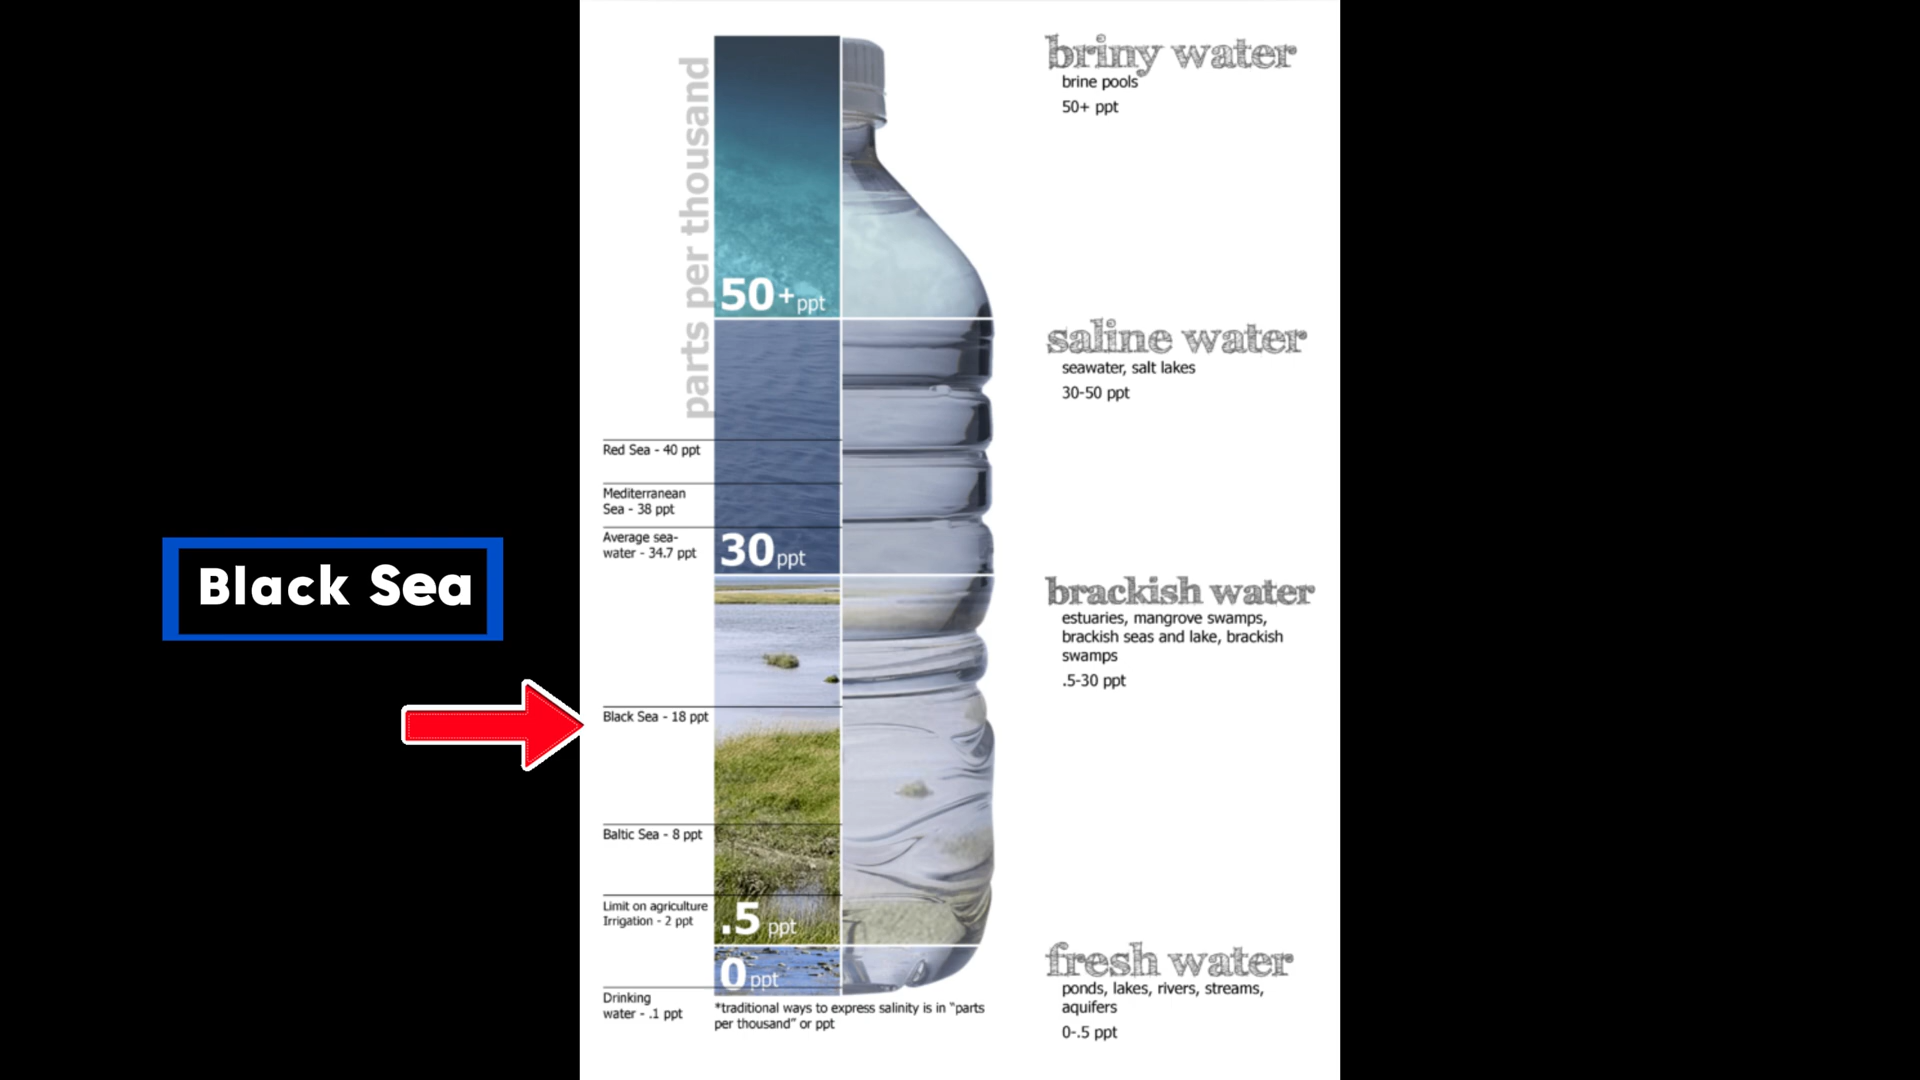 parts per thousand
50+ppt
30ppt
.5 ppt
0ppt
Red Sea - 40 ppt
Mediterranean
Sea - 38 ppt
Average sea-
water - 34.7 ppt
Black Sea
Black Sea - 18 ppt
Baltic Sea - 8 ppt
Limit on agriculture
Irrigation - 2 ppt
Drinking
water - .1 ppt
*traditional ways to express salinity is in "parts
per thousand" or ppt
briny water
brine pools
50+ ppt
saline water
seawater, salt lakes
30-50 ppt
brackish water
estuaries, mangrove swamps,
brackish seas and lake, brackish
swamps
.5-30 ppt
fresh water
ponds, lakes, rivers, streams,
aquifers
0-.5 ppt